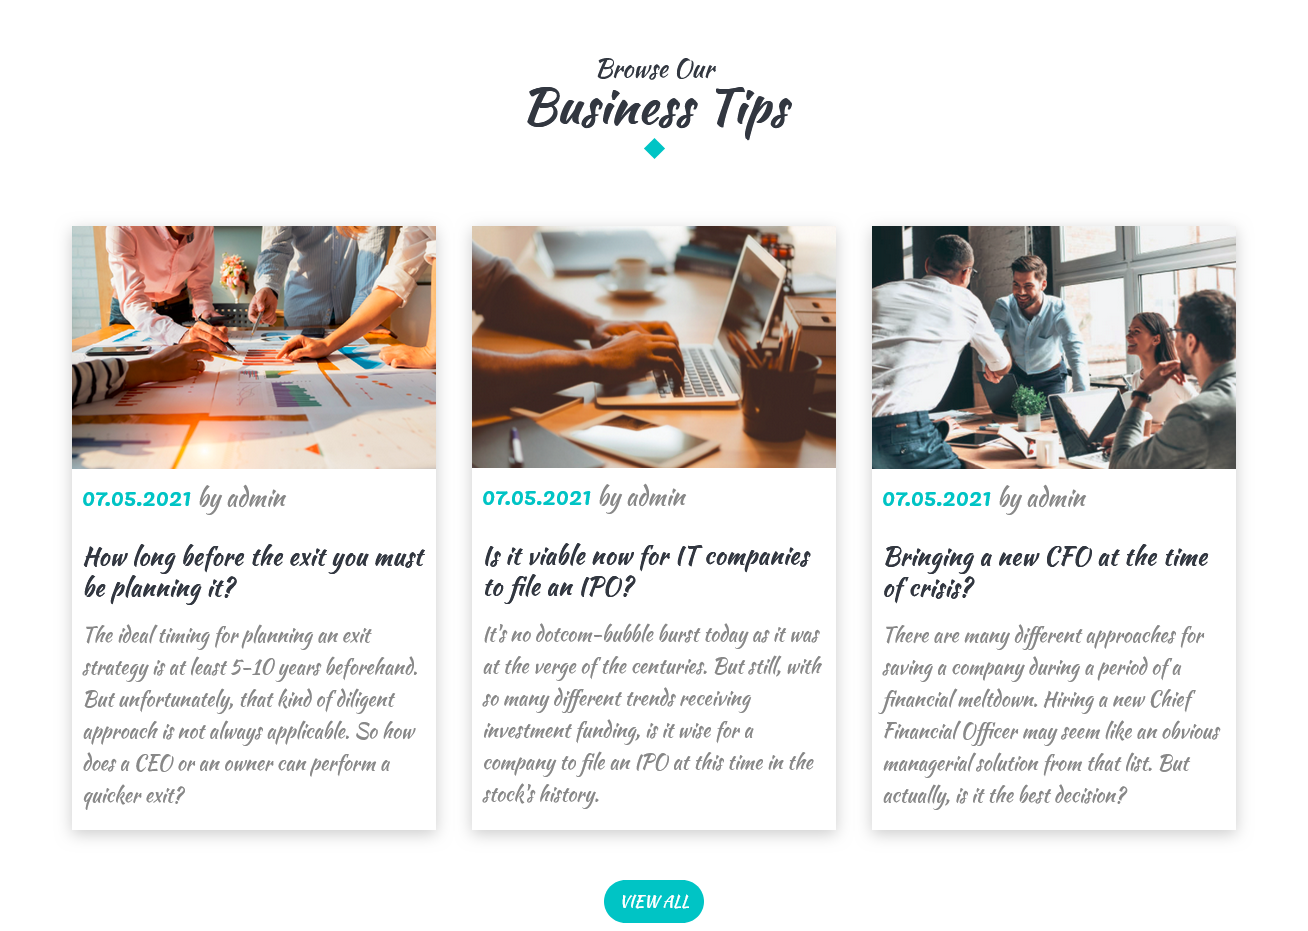 Browse Our
Business Tips
07.05.2021 by admin
How long before the exit you must
be planning it?
The ideal timing for planning an exit
strategy is at least 5-10 years beforehand.
But unfortunately, that kind of diligent
approach is not always applicable. So how
does a CEO or an owner can perform a
quicker exit?
07.05.2021 by admin
Is it viable now for IT companies
to file an IPO?
It's no dotcom-bubble burst today as it was
at the verge of the centuries. But still, with
so many different trends receiving
investment funding, is it wise for a
company to file an IPO at this time in the
stock's history.
07.05.2021 by admin
Bringing a new CFO at the time
of crisis?
There are many different approaches for
saving a company during a period of a
financial meltdown. Hiring a new Chief
Financial Officer may seem like an obvious
managerial solution from that list. But
actually, is it the best decision?
VIEW ALL